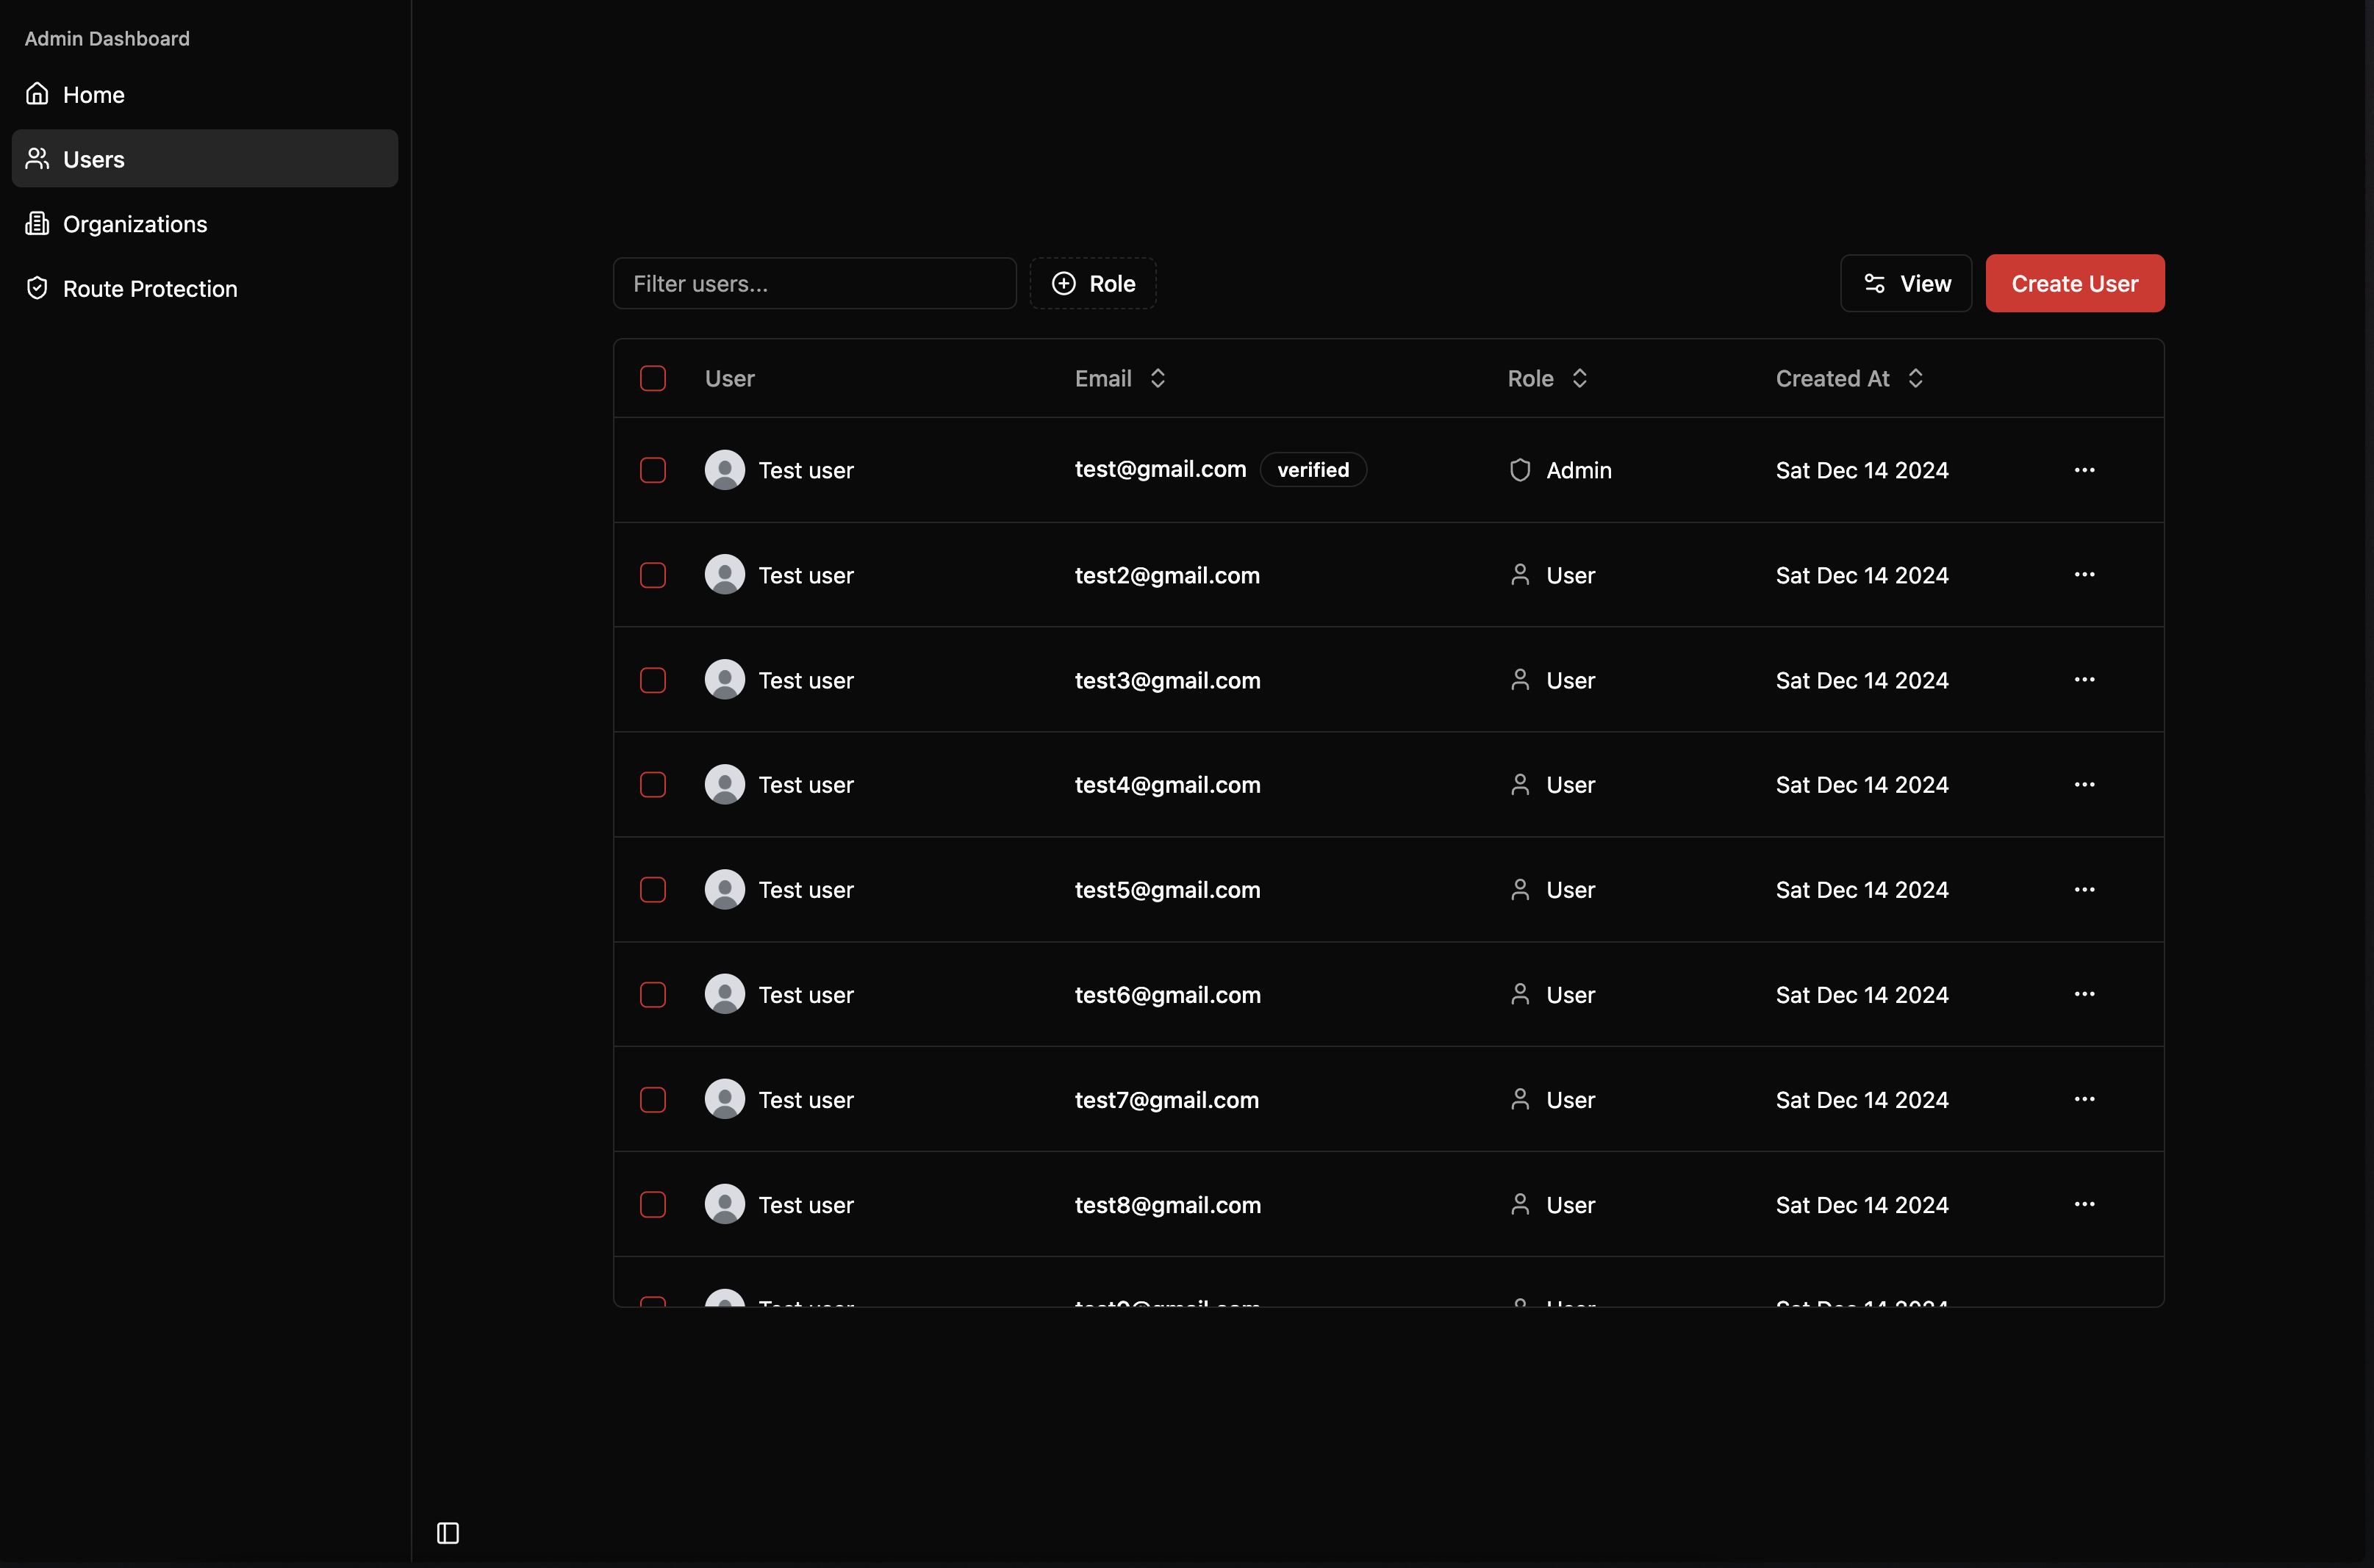 Admin Dashboard
Home
Users
Organizations
Route Protection
Filter users... Role View Create User
User Email Role Created At
Test user test@gmail.com verified Admin Sat Dec 14 2024
Test user test2@gmail.com User Sat Dec 14 2024
Test user test3@gmail.com User Sat Dec 14 2024
Test user test4@gmail.com User Sat Dec 14 2024
Test user test5@gmail.com User Sat Dec 14 2024
Test user test6@gmail.com User Sat Dec 14 2024
Test user test7@gmail.com User Sat Dec 14 2024
Test user test8@gmail.com User Sat Dec 14 2024